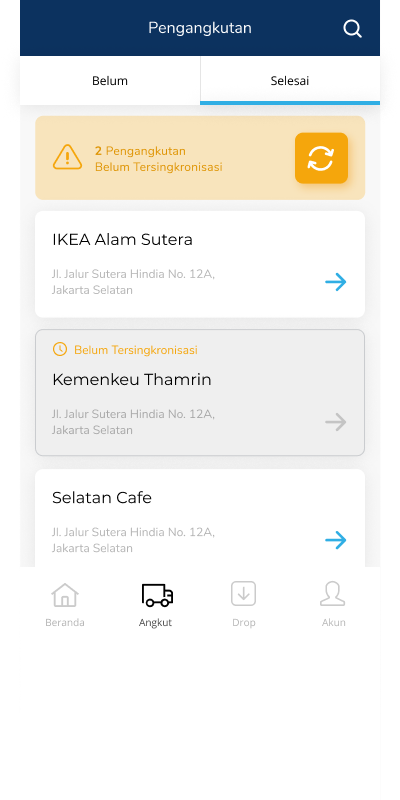 Pengangkutan
Belum
Selesai
2 Pengangkutan
Belum Tersingkronisasi
IKEA Alam Sutera
Jl. Jalur Sutera Hindia No. 12A,
Jakarta Selatan
Belum Tersingkronisasi
Kemenkeu Thamrin
Jl. Jalur Sutera Hindia No. 12A,
Jakarta Selatan
Selatan Cafe
Jl. Jalur Sutera Hindia No. 12A,
Jakarta Selatan
Beranda
Angkut
Drop
Akun